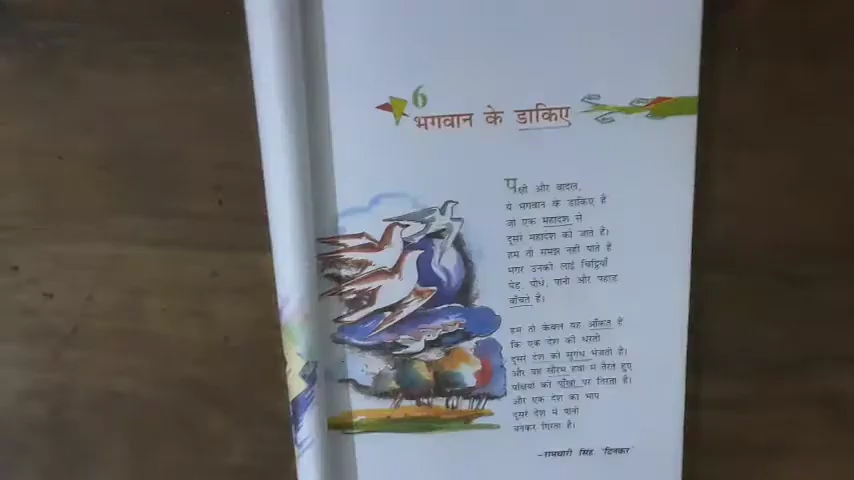 6
भगवान के डाकिए
पक्षी और बादल,
ये भगवान के डाकिए हैं
जो एक महादेश से
दूसरे महादेश को जाते हैं।
हम तो समझ नहीं पाते हैं
मगर उनकी लाई चिट्ठियाँ
पेड़, पौधे, पानी और पहाड़
बाँचते हैं।
हम तो केवल यह आँकते हैं
कि एक देश की धरती
दूसरे देश को सुगंध भेजती है।
और वह सौरभ हवा में तैरते हुए
पक्षियों की पाँखों पर तिरता है।
और एक देश का भाप
दूसरे देश में पानी
बनकर गिरता है।
–रामधारी सिंह 'दिनकर'